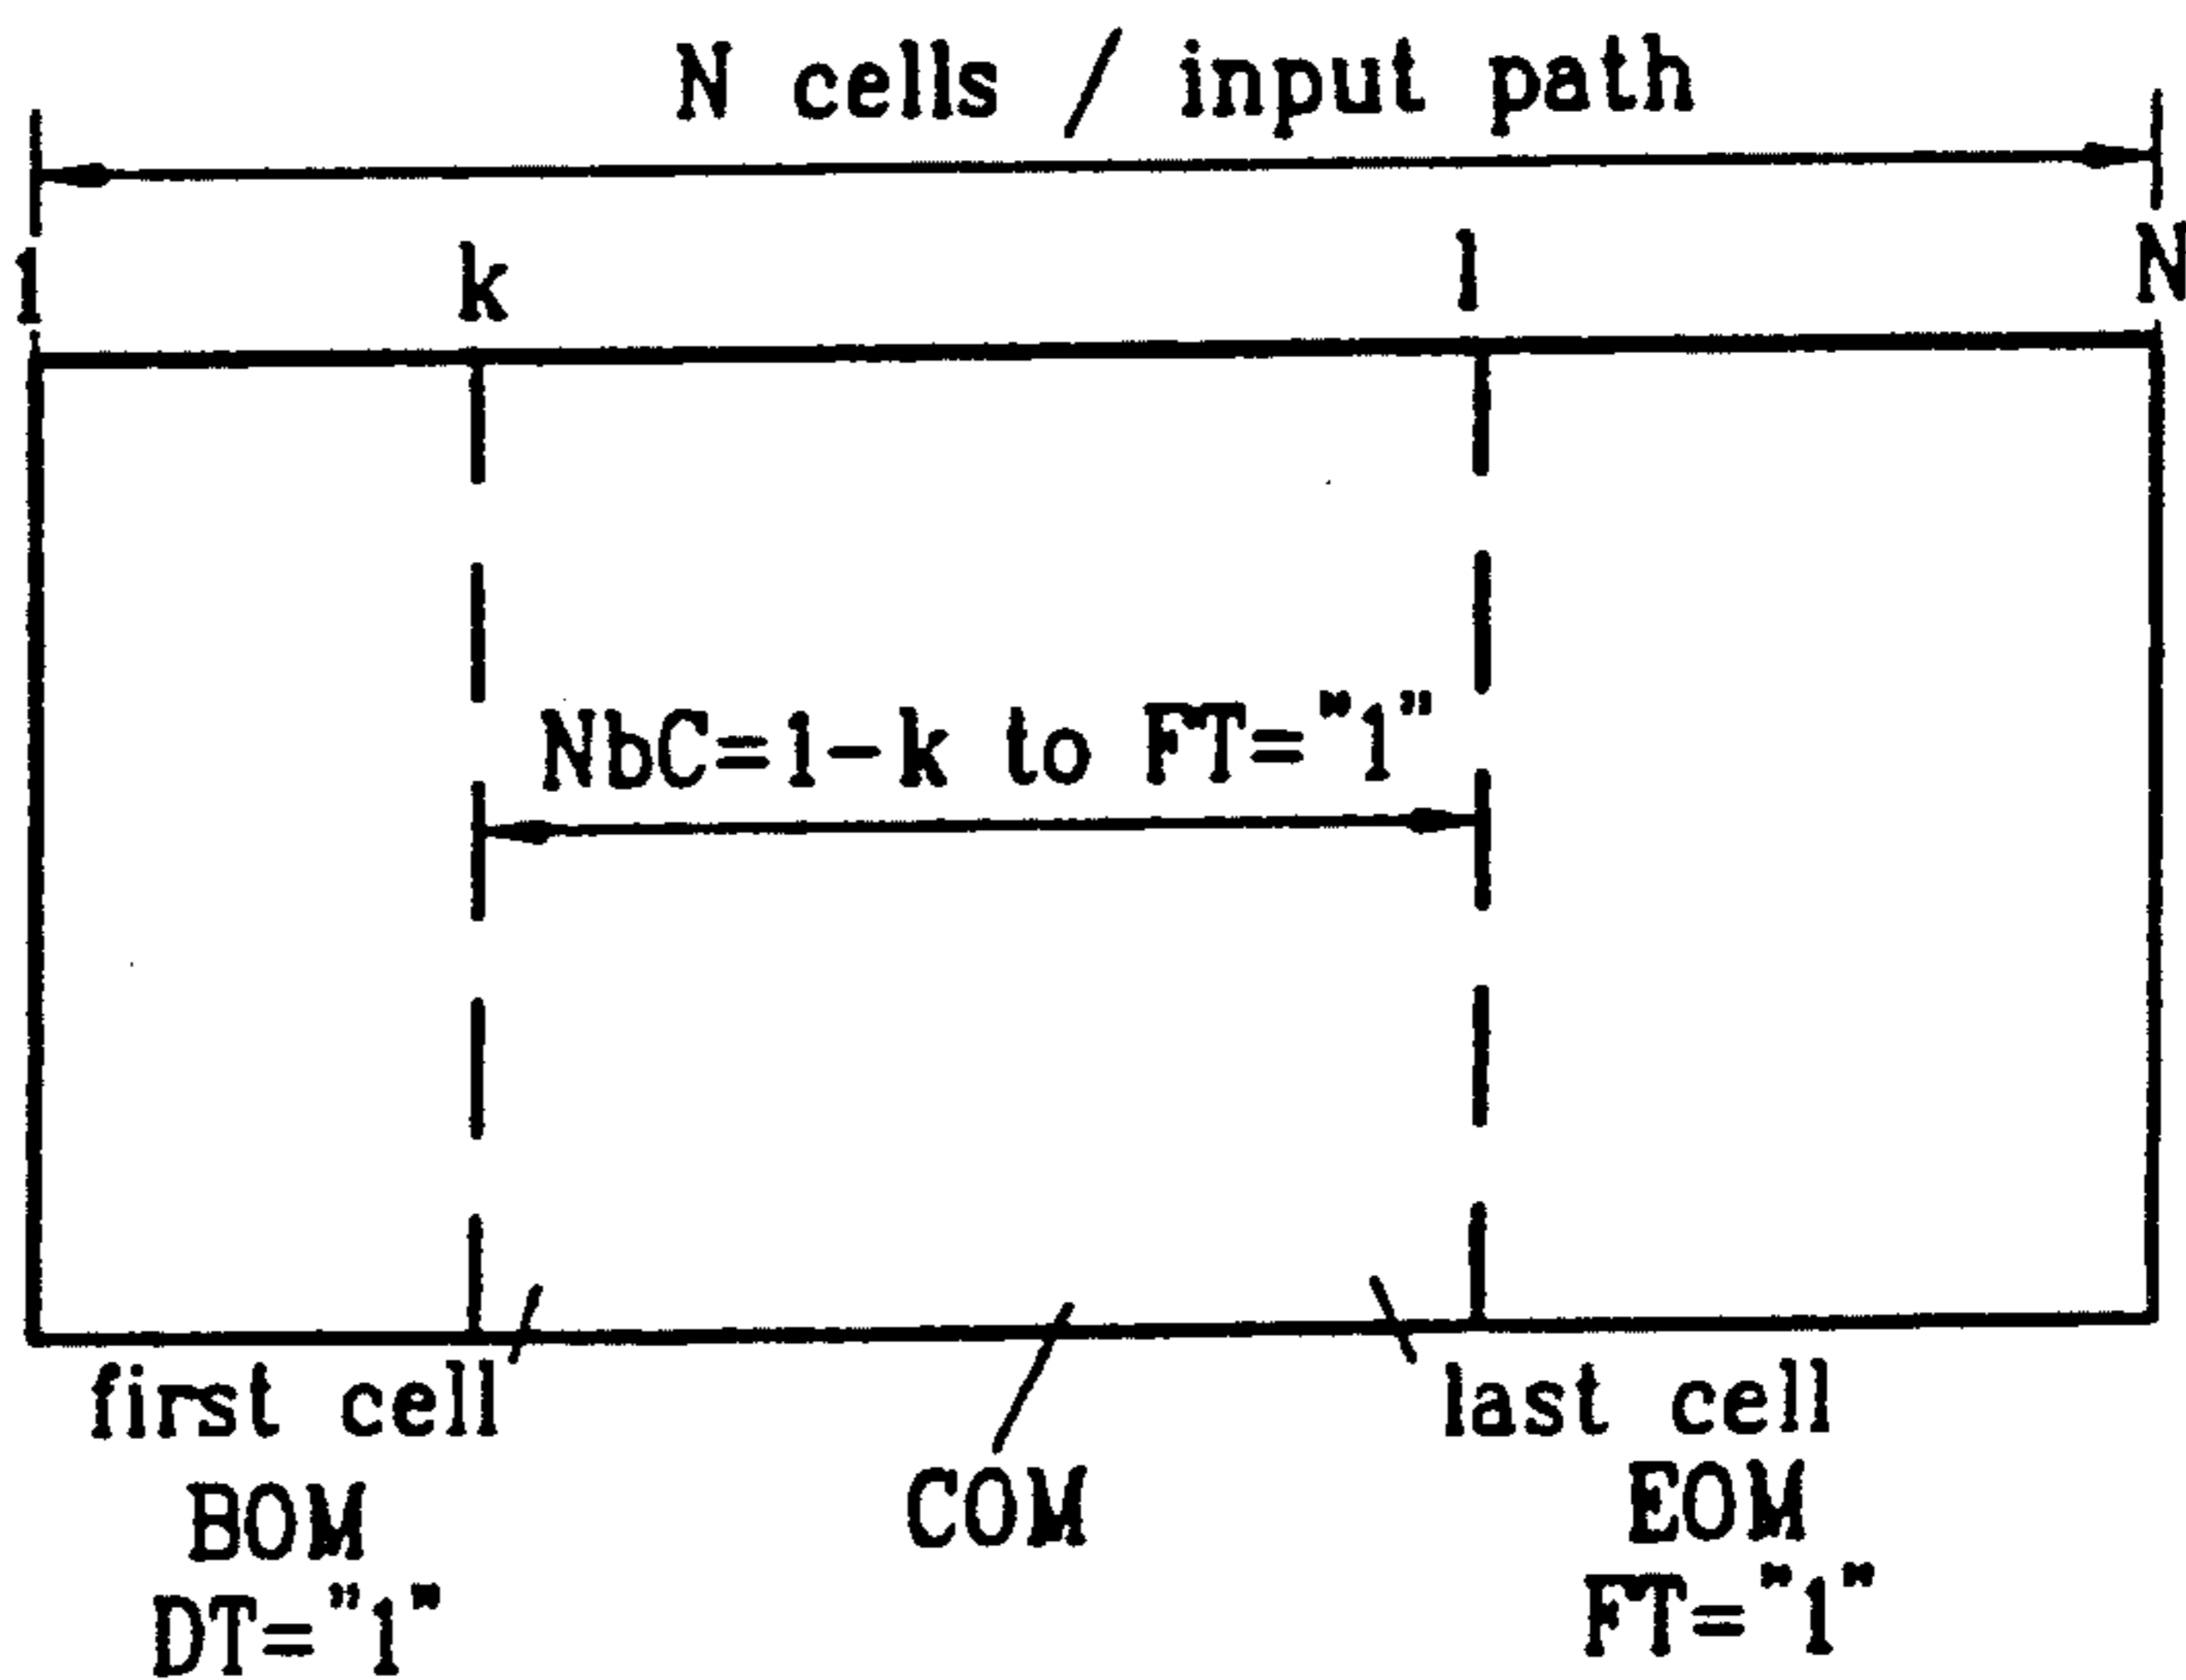 N cells / input path
1 k l N
NbC=l-k to FT="1"
first cell last cell
COM
BOM EOM
DT="1" FT="1"